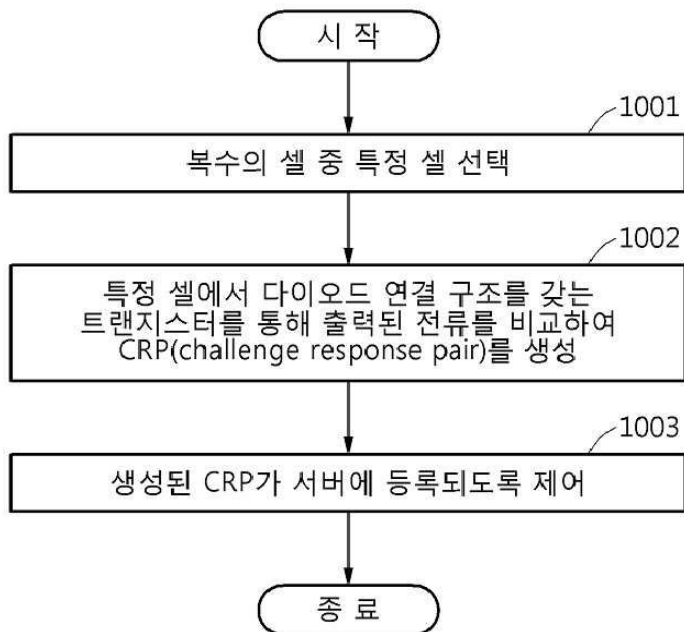 시 작
1001
복수의 셀 중 특정 셀 선택
1002
특정 셀에서 다이오드 연결 구조를 갖는
트랜지스터를 통해 출력된 전류를 비교하여
CRP(challenge response pair)를 생성
1003
생성된 CRP가 서버에 등록되도록 제어
종 료